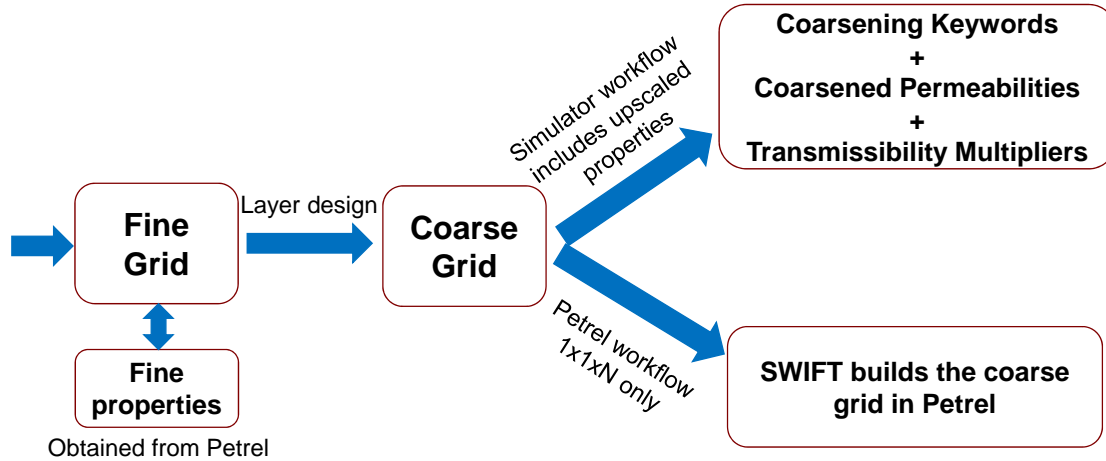 Fine
Grid
Fine
properties
Obtained from Petrel
Layer design
Coarse
Grid
Simulator workflow
includes upscaled
properties
Coarsening Keywords
+
Coarsened Permeabilities
+
Transmissibility Multipliers
Petrel workflow
1x1xN only
SWIFT builds the coarse
grid in Petrel